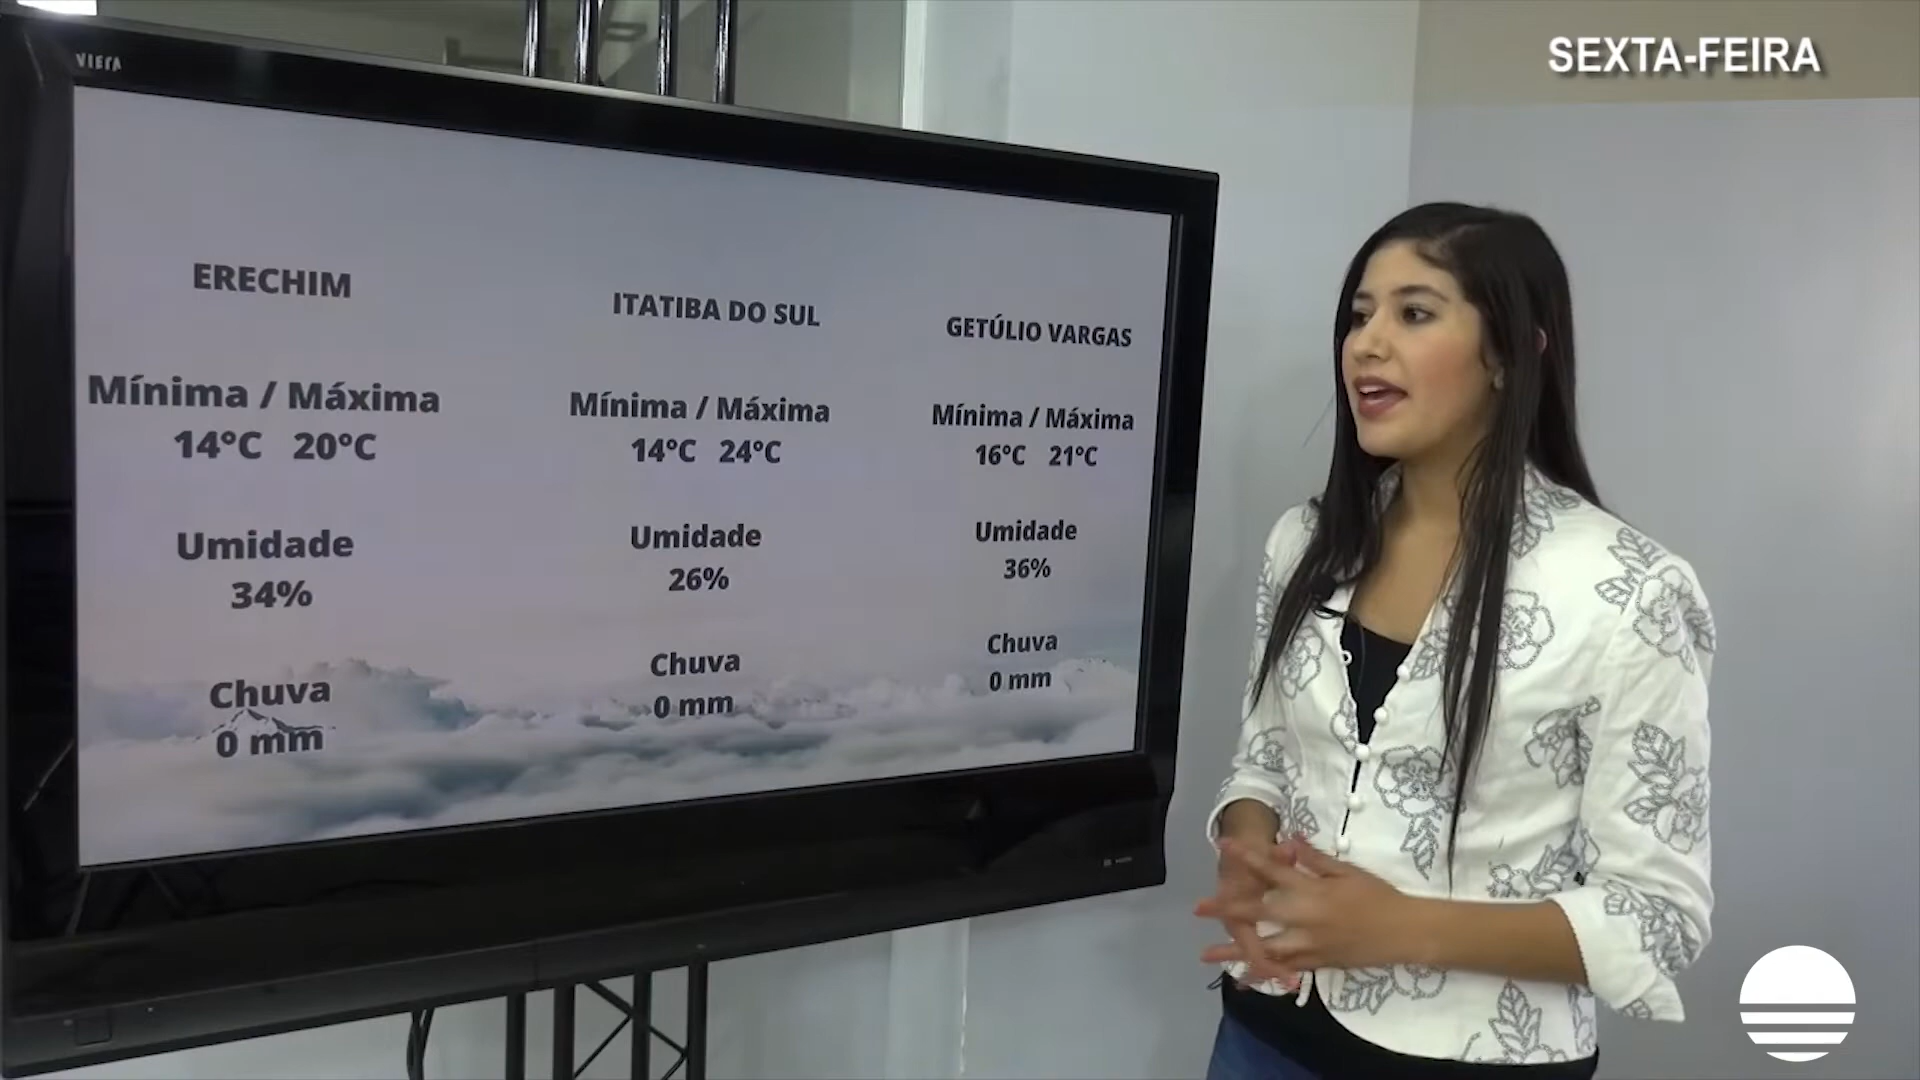 VIERA
SEXTA-FEIRA
ERECHIM
Mínima / Máxima
14°C 20°C
Umidade
34%
Chuva
0 mm
ITATIBA DO SUL
Mínima / Máxima
14°C 24°C
Umidade
26%
Chuva
0 mm
GETÚLIO VARGAS
Mínima / Máxima
16°C 21°C
Umidade
36%
Chuva
0 mm